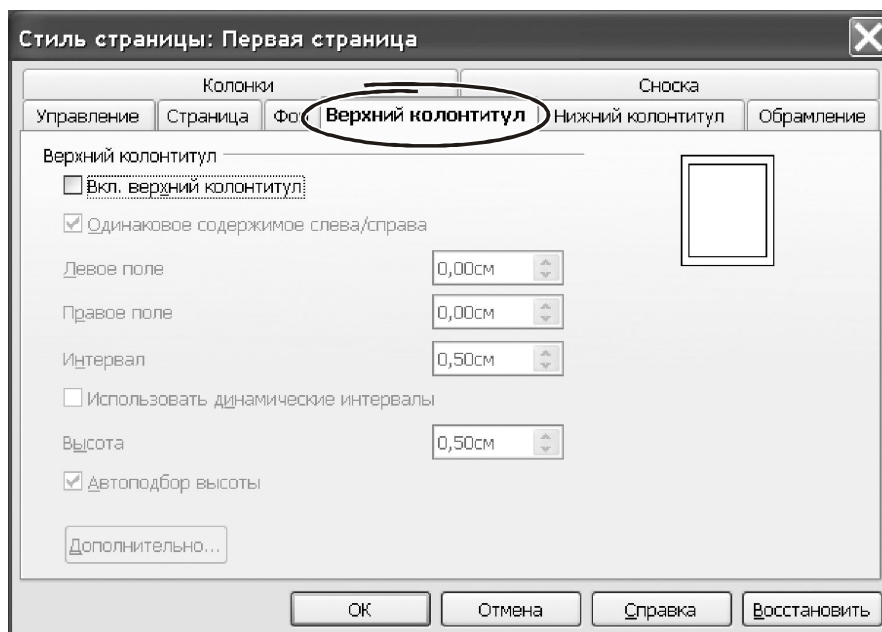 Стиль страницы: Первая страница
Колонки Сноска
Управление Страница Фон Верхний колонтитул Нижний колонтитул Обрамление
Верхний колонтитул
Вкл. верхний колонтитул
Одинаковое содержимое слева/справа
Левое поле 0,00см
Правое поле 0,00см
Интервал 0,50см
Использовать динамические интервалы
Высота 0,50см
Автоподбор высоты
Дополнительно...
ОК Отмена Справка Восстановить